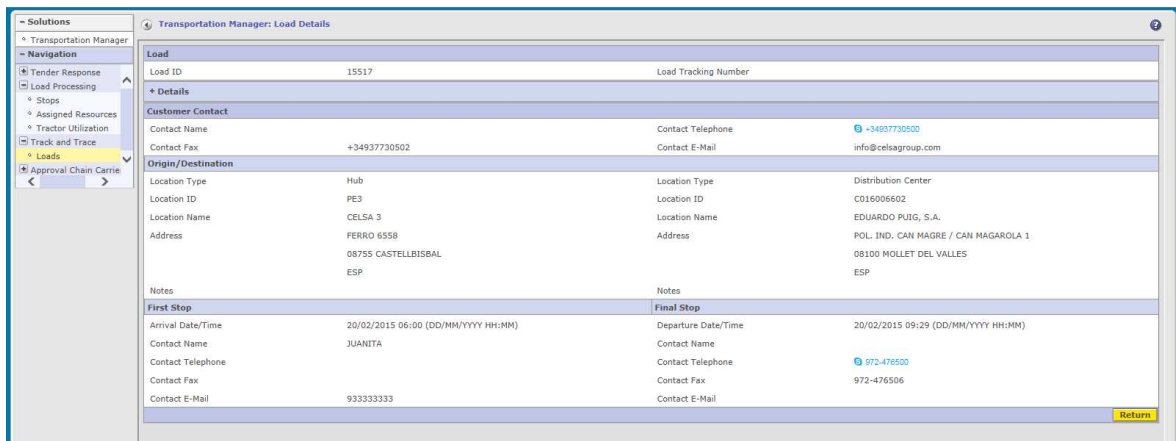 - Solutions
Transportation Manager
- Navigation
Tender Response
Load Processing
Stops
Assigned Resources
Tractor Utilization
Track and Trace
Loads
Approval Chain Carrie
Transportation Manager: Load Details
Load
Load ID 15517 Load Tracking Number
+ Details
Customer Contact
Contact Name Contact Telephone +34937730500
Contact Fax +34937730502 Contact E-Mail info@celsagroup.com
Origin/Destination
Location Type Hub Location Type Distribution Center
Location ID PE3 Location ID C016006602
Location Name CELSA 3 Location Name EDUARDO PUIG, S.A.
Address FERRO 6558 Address POL. IND. CAN MAGRE / CAN MAGAROLA 1
08755 CASTELLBISBAL 08100 MOLLET DEL VALLES
ESP ESP
Notes Notes
First Stop Final Stop
Arrival Date/Time 20/02/2015 06:00 (DD/MM/YYYY HH:MM) Departure Date/Time 20/02/2015 09:29 (DD/MM/YYYY HH:MM)
Contact Name JUANITA Contact Name
Contact Telephone Contact Telephone 972-476500
Contact Fax Contact Fax 972-476506
Contact E-Mail 933333333 Contact E-Mail
Return